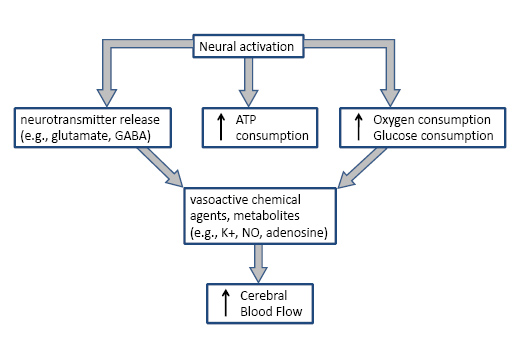 Neural activation
neurotransmitter release
(e.g., glutamate, GABA)
ATP
consumption
Oxygen consumption
Glucose consumption
vasoactive chemical
agents, metabolites
(e.g., K+, NO, adenosine)
Cerebral
Blood Flow